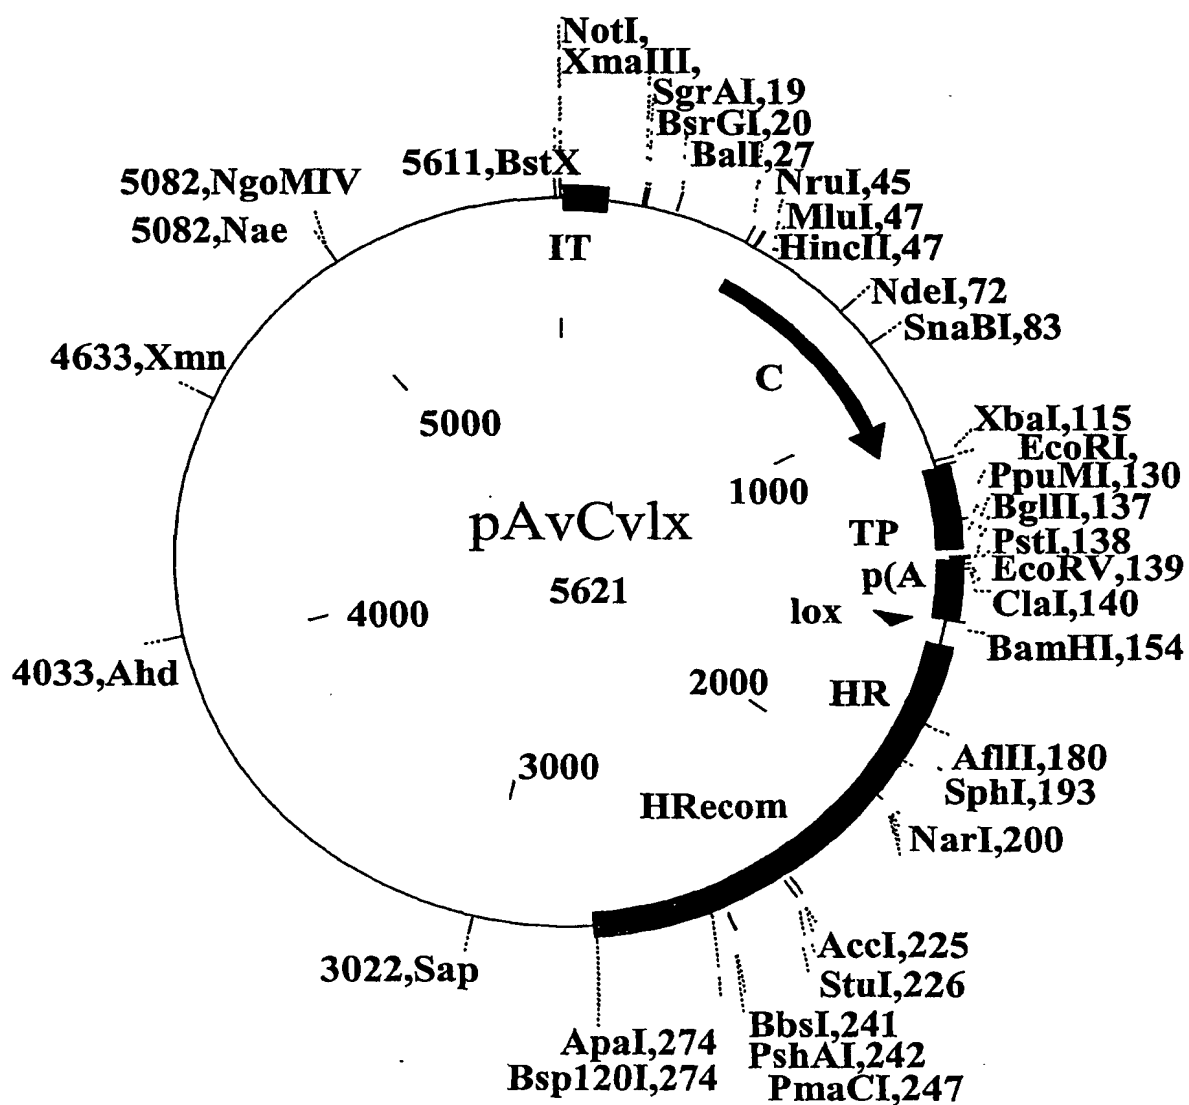 NotI,
XmaIII,
SgrAI,19
BsrGI,20
BalI,27
5611,BstX
5082,NgoMIV
5082,Nae
NruI,45
MluI,47
HincII,47
IT
NdeI,72
SnaBI,83
4633,Xmn
C
5000
XbaI,115
EcoRI,
PpuMI,130
1000
BglII,137
pAvCvlx
TP
PstI,138
p(A
EcoRV,139
5621
ClaI,140
4000
lox
BamHI,154
4033,Ahd
2000
HR
AflII,180
3000
SphI,193
HRecom
NarI,200
AccI,225
3022,Sap
StuI,226
BbsI,241
ApaI,274
PshAI,242
Bsp120I,274
PmaCI,247